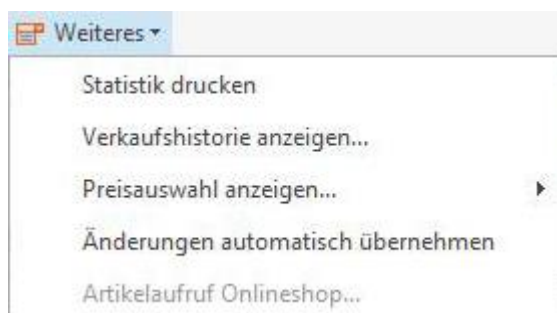 Weiteres
Statistik drucken
Verkaufshistorie anzeigen...
Preisauswahl anzeigen...
Änderungen automatisch übernehmen
Artikelaufruf Onlineshop...